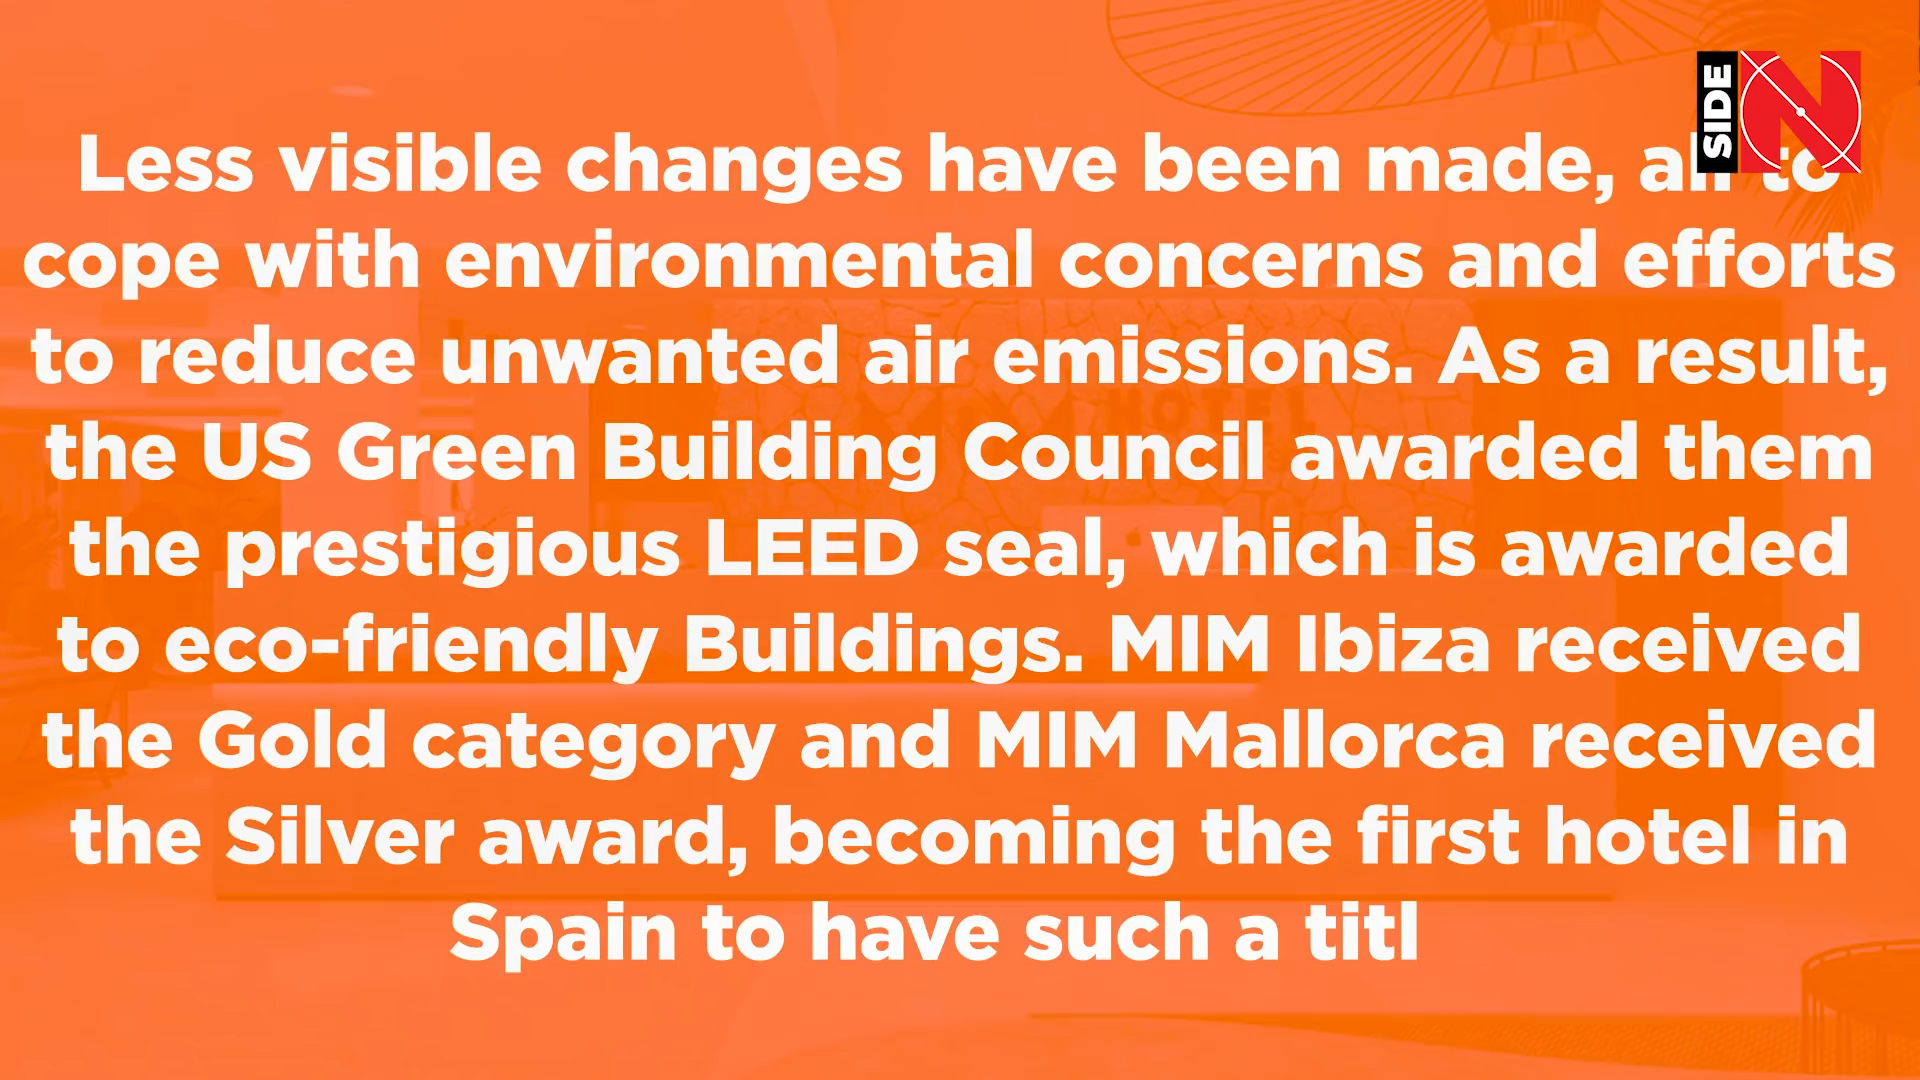 SIDE N
Less visible changes have been made, all to
cope with environmental concerns and efforts
to reduce unwanted air emissions. As a result,
the US Green Building Council awarded them
the prestigious LEED seal, which is awarded
to eco-friendly Buildings. MIM Ibiza received
the Gold category and MIM Mallorca received
the Silver award, becoming the first hotel in
Spain to have such a titl
HOTEL